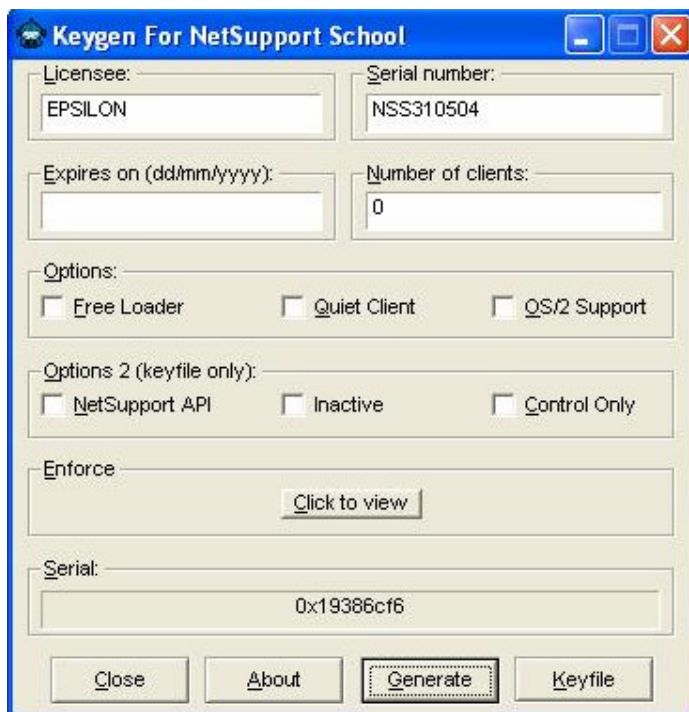 Keygen For NetSupport School
Licensee: Serial number:
EPSILON NSS310504
Expires on (dd/mm/yyyy): Number of clients:
0
Options:
Free Loader Quiet Client OS/2 Support
Options 2 (keyfile only):
NetSupport API Inactive Control Only
Enforce
Click to view
Serial:
0x19386cf6
Close About Generate Keyfile